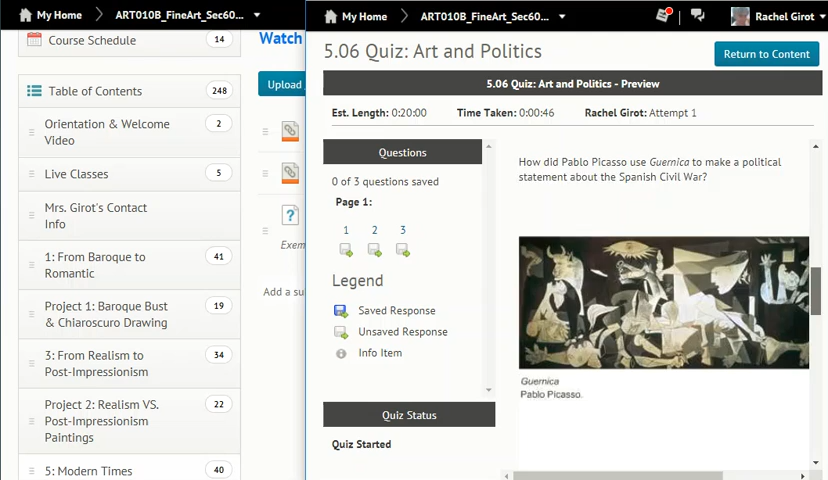 My Home
ART010B_FineArt_Sec60...
Course Schedule
14
Table of Contents
248
Orientation & Welcome
Video
2
Live Classes
5
Mrs. Girot's Contact
Info
1: From Baroque to
Romantic
41
Project 1: Baroque Bust
& Chiaroscuro Drawing
19
3: From Realism to
Post-Impressionism
34
Project 2: Realism VS.
Post-Impressionism
Paintings
22
5: Modern Times
40
Watch
Upload
Exem
Add a su
My Home
ART010B_FineArt_Sec60...
Rachel Girot
5.06 Quiz: Art and Politics
Return to Content
5.06 Quiz: Art and Politics - Preview
Est. Length: 0:20:00
Time Taken: 0:00:46
Rachel Girot: Attempt 1
Questions
0 of 3 questions saved
Page 1:
1 2 3
Legend
Saved Response
Unsaved Response
Info Item
Quiz Status
Quiz Started
How did Pablo Picasso use Guernica to make a political
statement about the Spanish Civil War?
Guernica
Pablo Picasso.